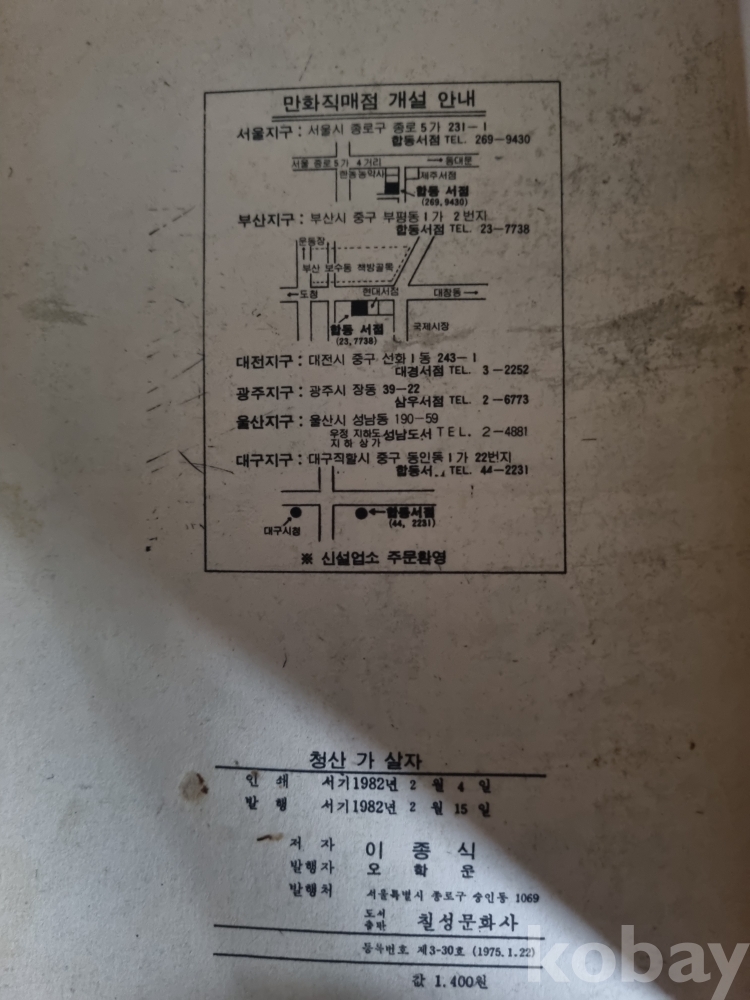 만화직매점 개설 안내
서울지구 : 서울시 종로구 종로 5가 231-1
합동서점 TEL. 269-9430
서울 종로5가 4거리 → 동대문
한동농약사 제주서점
합동 서점
(269,9430)
부산지구 : 부산시 중구 부평동 1가 2번지
합동서점 TEL. 23-7738
운동장
부산 보수동 책방골목
← 도청 현대서점 대청동 →
합동 서점
(23,7738)
국제시장
대전지구 : 대전시 중구 선화 1동 243-1
대경서점 TEL. 3-2252
광주지구 : 광주시 장동 39-22
삼우서점 TEL. 2-6773
울산지구 : 울산시 성남동 190-59
우정 지하도 성남도서 TEL. 2-4881
지하상가
대구지구 : 대구직할시 중구 동인동 1가 22번지
합동서 TEL. 44-2231
대구시청 합동서점
(44, 2231)
※ 신설업소 주문환영
청산 가 살자
인 쇄 서기1982년 2 월 4 일
발 행 서기1982년 2 월 15 일
저 자 이 종 식
발행자 오 학 운
발행처 서울특별시 종로구 숭인동 1069
도서
출판 칠성문화사
등록번호 제3-30호 (1975.1.22)
값 1.400원
kobay